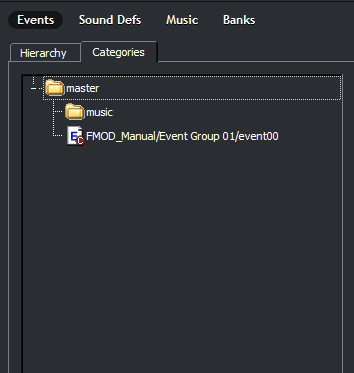 Events Sound Defs Music Banks
Hierarchy Categories
master
music
FMOD_Manual/Event Group 01/event00